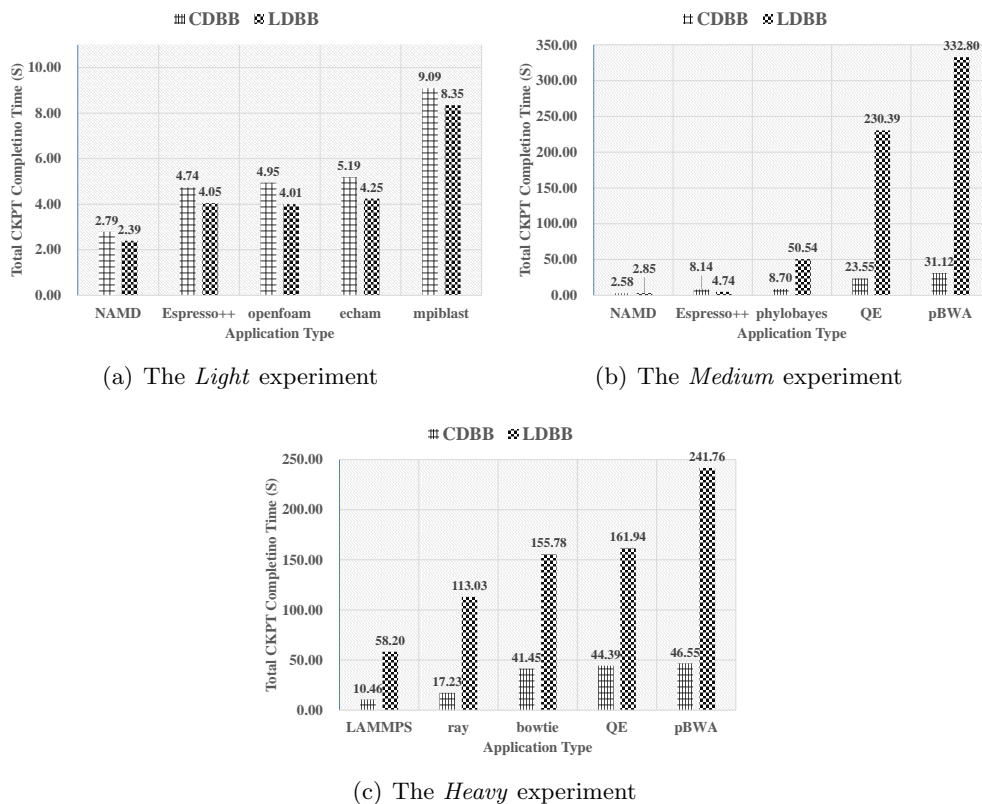 CDBB LDBB
Total CKPT Completino Time (S)
10.00
8.00
6.00
4.00
2.00
0.00
2.79 2.39 4.74 4.05 4.95 4.01 5.19 4.25 9.09 8.35
NAMD Espresso++ openfoam echam mpiblast
Application Type
(a) The Light experiment
CDBB LDBB
Total CKPT Completino Time (S)
350.00
300.00
250.00
200.00
150.00
100.00
50.00
0.00
2.58 2.85 8.14 4.74 8.70 50.54 23.55 230.39 31.12 332.80
NAMD Espresso++ phylobayes QE pBWA
Application Type
(b) The Medium experiment
CDBB LDBB
Total CKPT Completino Time (S)
250.00
200.00
150.00
100.00
50.00
0.00
10.46 58.20 17.23 113.03 41.45 155.78 44.39 161.94 46.55 241.76
LAMMPS ray bowtie QE pBWA
Application Type
(c) The Heavy experiment